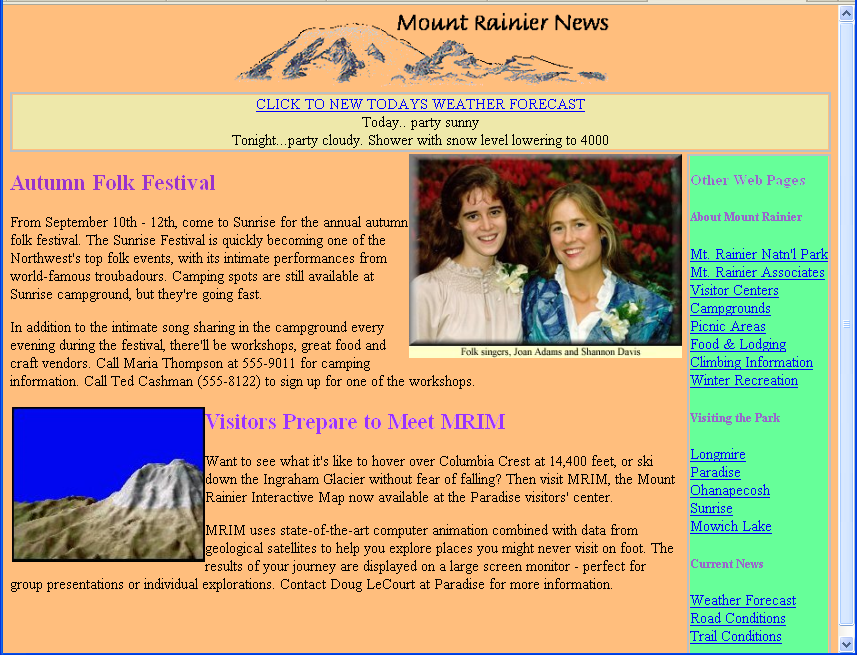 Mount Rainier News
CLICK TO NEW TODAYS WEATHER FORECAST
Today.. party sunny
Tonight...party cloudy. Shower with snow level lowering to 4000
Autumn Folk Festival
From September 10th - 12th, come to Sunrise for the annual autumn
folk festival. The Sunrise Festival is quickly becoming one of the
Northwest's top folk events, with its intimate performances from
world-famous troubadours. Camping spots are still available at
Sunrise campground, but they're going fast.
In addition to the intimate song sharing in the campground every
evening during the festival, there'll be workshops, great food and
craft vendors. Call Maria Thompson at 555-9011 for camping
information. Call Ted Cashman (555-8122) to sign up for one of the workshops.
Folk singers, Joan Adams and Shannon Davis
Visitors Prepare to Meet MRIM
Want to see what it's like to hover over Columbia Crest at 14,400 feet, or ski
down the Ingraham Glacier without fear of falling? Then visit MRIM, the Mount
Rainier Interactive Map now available at the Paradise visitors' center.
MRIM uses state-of-the-art computer animation combined with data from
geological satellites to help you explore places you might never visit on foot. The
results of your journey are displayed on a large screen monitor - perfect for
group presentations or individual explorations. Contact Doug LeCourt at Paradise for more information.
Other Web Pages
About Mount Rainier
Mt. Rainier Natn'l Park
Mt. Rainier Associates
Visitor Centers
Campgrounds
Picnic Areas
Food & Lodging
Climbing Information
Winter Recreation
Visiting the Park
Longmire
Paradise
Ohanapecosh
Sunrise
Mowich Lake
Current News
Weather Forecast
Road Conditions
Trail Conditions